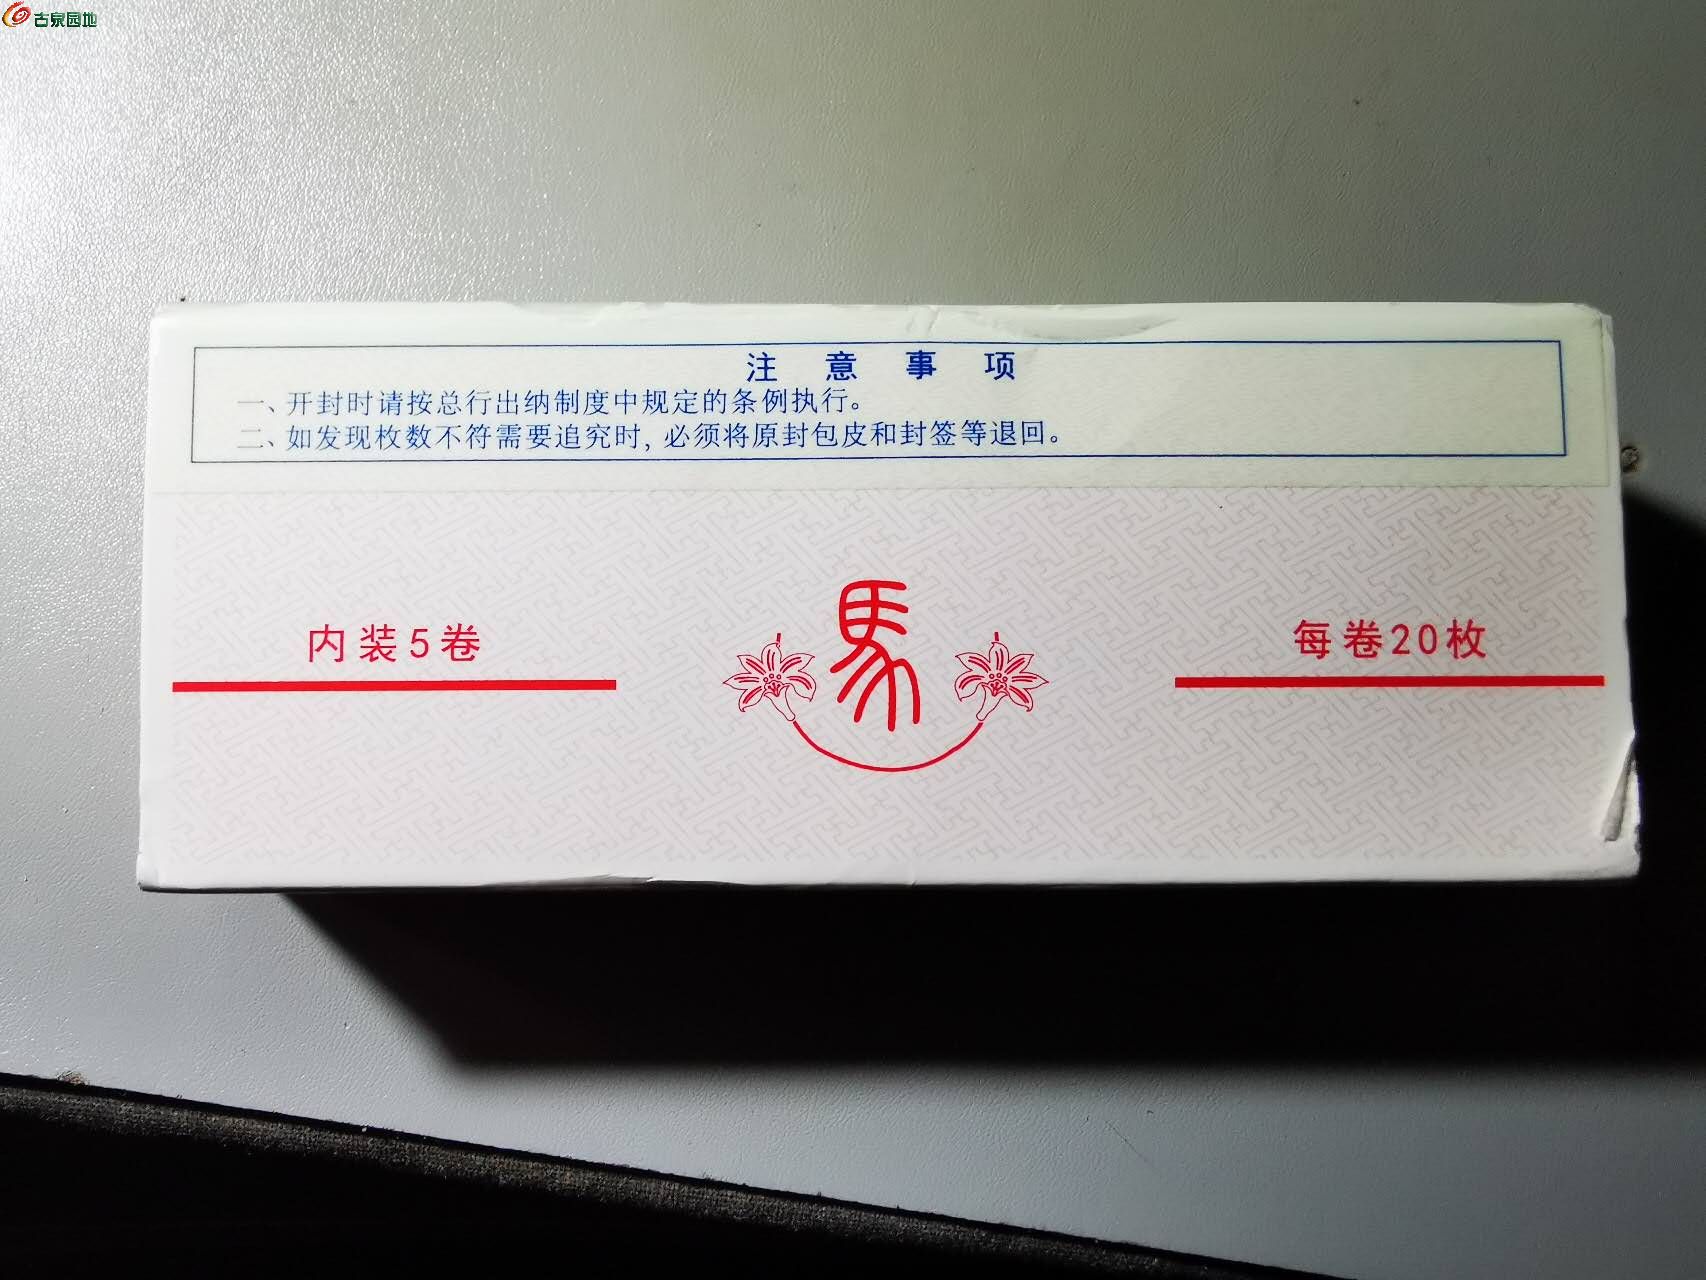 古泉园地
注意事项
一、开封时请按总行出纳制度中规定的条例执行。
二、如发现枚数不符需要追究时,必须将原封包皮和封签等退回。
内装5卷
馬
每卷20枚